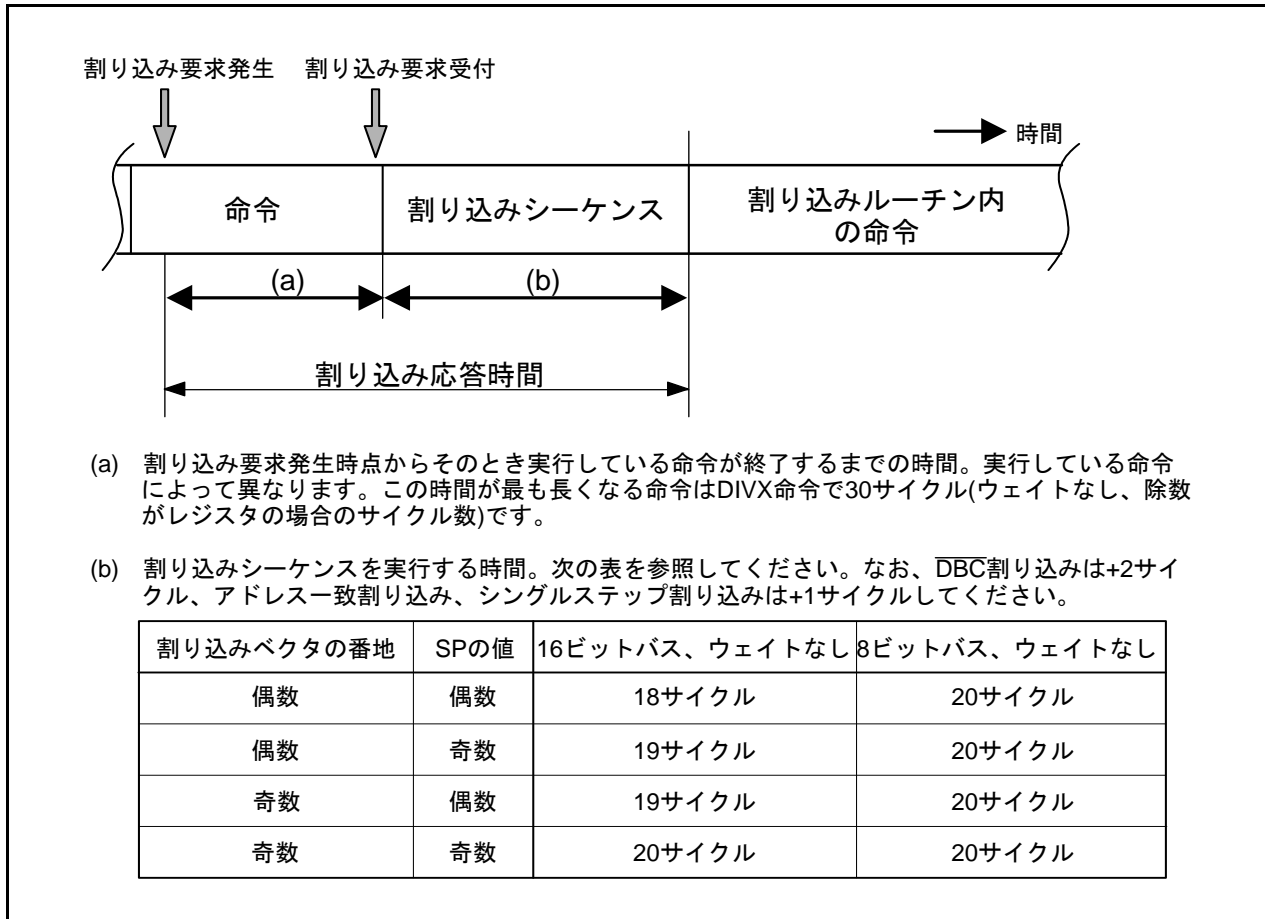 割り込み要求発生 割り込み要求受付
時間
命令 割り込みシーケンス 割り込みルーチン内
の命令
(a) (b)
割り込み応答時間
(a) 割り込み要求発生時点からそのとき実行している命令が終了するまでの時間。実行している命令
によって異なります。この時間が最も長くなる命令はDIVX命令で30サイクル(ウェイトなし、除数
がレジスタの場合のサイクル数)です。
(b) 割り込みシーケンスを実行する時間。次の表を参照してください。なお、DBC割り込みは+2サイ
クル、アドレス一致割り込み、シングルステップ割り込みは+1サイクルしてください。
割り込みベクタの番地 SPの値 16ビットバス、ウェイトなし 8ビットバス、ウェイトなし
偶数 偶数 18サイクル 20サイクル
偶数 奇数 19サイクル 20サイクル
奇数 偶数 19サイクル 20サイクル
奇数 奇数 20サイクル 20サイクル